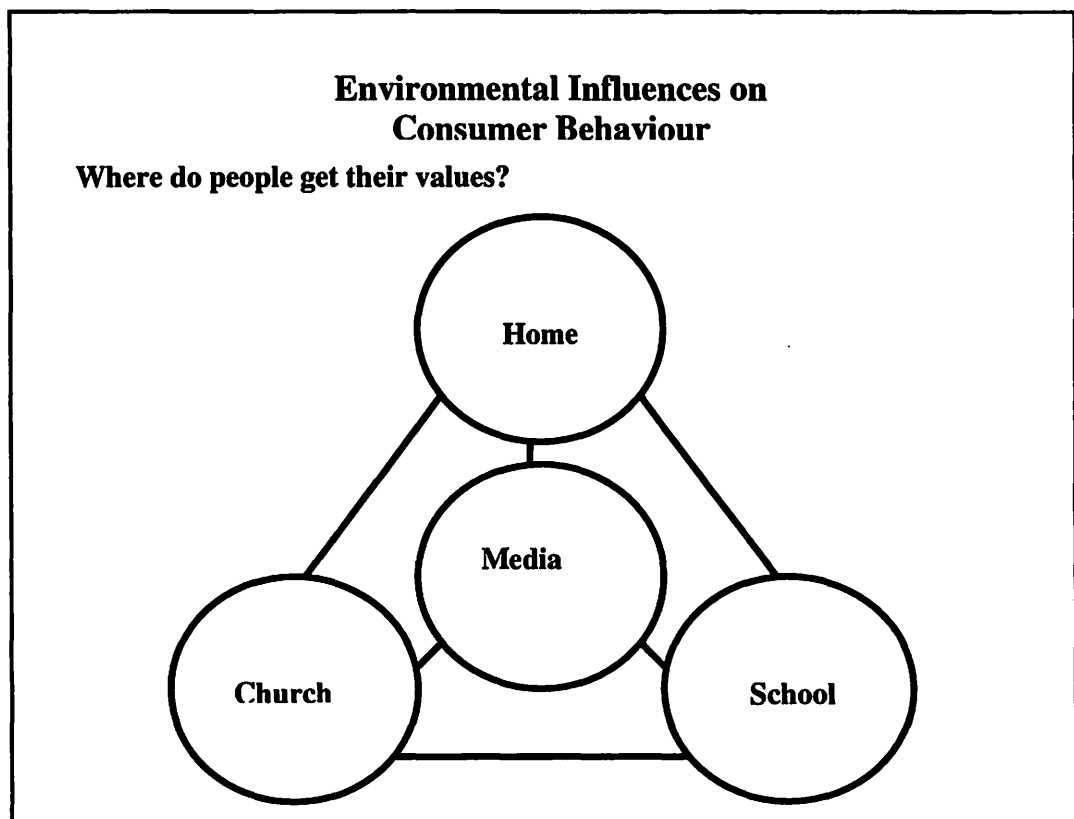 Environmental Influences on
Consumer Behaviour
Where do people get their values?
Home
Media
Church
School